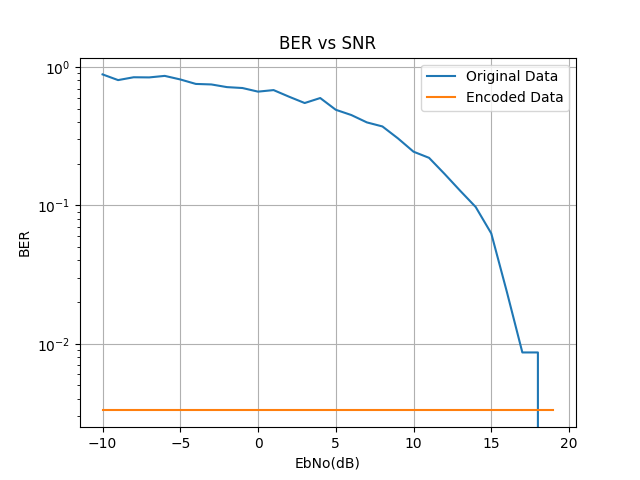 BER vs SNR
Original Data
Encoded Data
BER
10⁰
10⁻¹
10⁻²
−10
−5
0
5
10
15
20
EbNo(dB)